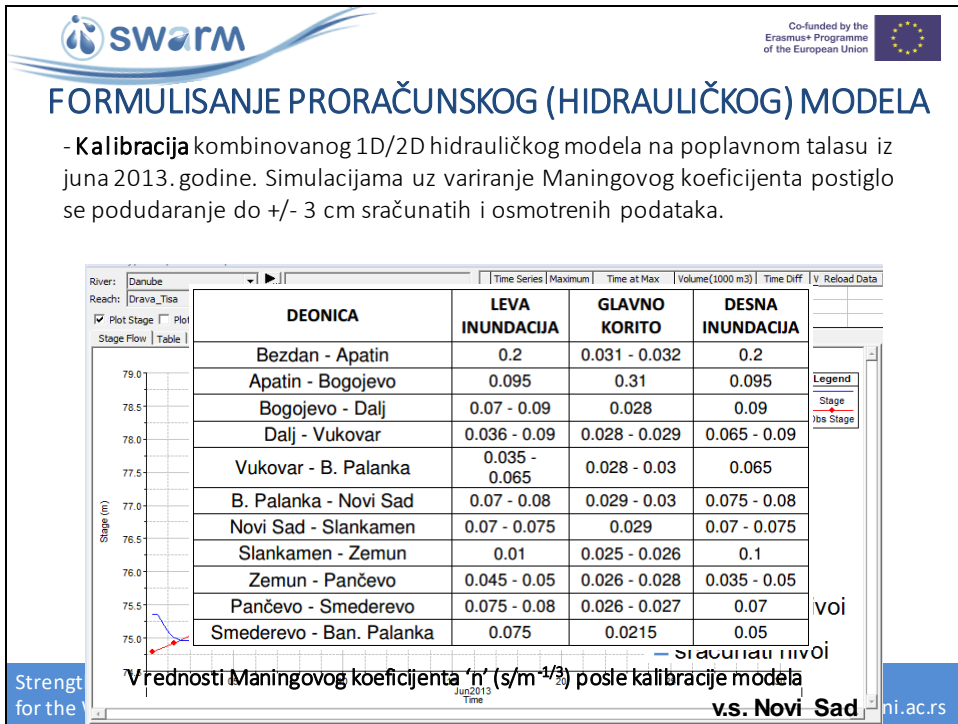 swarm
Co-funded by the
Erasmus+ Programme
of the European Union
FORMULISANJE PRORAČUNSKOG (HIDRAULIČKOG) MODELA
- Kalibracija kombinovanog 1D/2D hidrauličkog modela na poplavnom talasu iz
juna 2013. godine. Simulacijama uz variranje Maningovog koeficijenta postiglo
se podudaranje do +/- 3 cm sračunatih i osmotrenih podataka.
River: Danube
Time Series Maximum Time at Max Volume(1000 m3) Time Diff V Reload Data
Reach: Drava_Tisa
Plot Stage Plot
Stage Flow Table
DEONICA LEVA INUNDACIJA GLAVNO KORITO DESNA INUNDACIJA
Bezdan - Apatin 0.2 0.031 - 0.032 0.2
Apatin - Bogojevo 0.095 0.31 0.095
Bogojevo - Dalj 0.07 - 0.09 0.028 0.09
Dalj - Vukovar 0.036 - 0.09 0.028 - 0.029 0.065 - 0.09
Vukovar - B. Palanka 0.035 - 0.065 0.028 - 0.03 0.065
B. Palanka - Novi Sad 0.07 - 0.08 0.029 - 0.03 0.075 - 0.08
Novi Sad - Slankamen 0.07 - 0.075 0.029 0.07 - 0.075
Slankamen - Zemun 0.01 0.025 - 0.026 0.1
Zemun - Pančevo 0.045 - 0.05 0.026 - 0.028 0.035 - 0.05
Pančevo - Smederevo 0.075 - 0.08 0.026 - 0.027 0.07
Smederevo - Ban. Palanka 0.075 0.0215 0.05
Legend
Stage
Obs Stage
Stage (m)
79.0
78.5
78.0
77.5
77.0
76.5
76.0
75.5
75.0
ivoi
sračunati nivoi
Vrednosti Maningovog koeficijenta ‘n’ (s/m-1/3) posle kalibracije modela
Jun2013
Time
v.s. Novi Sad
Strengt
for the
ni.ac.rs